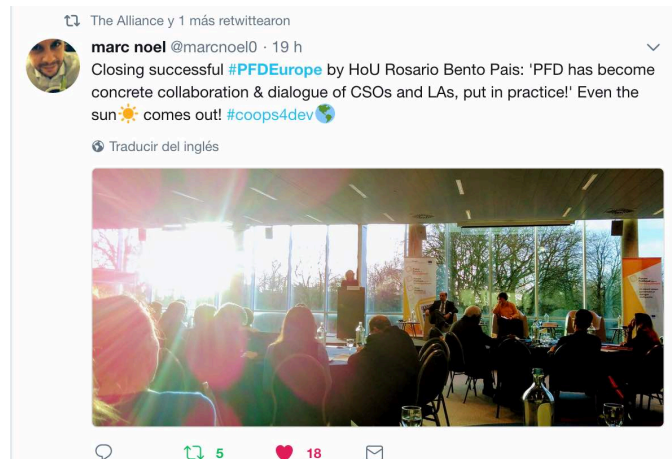 The Alliance y 1 más retwittearon
marc noel @marcnoel0 · 19 h
Closing successful #PFDEurope by HoU Rosario Bento Pais: 'PFD has become
concrete collaboration & dialogue of CSOs and LAs, put in practice!' Even the
sun☀️ comes out! #coops4dev🌎
Traducir del inglés
5 18